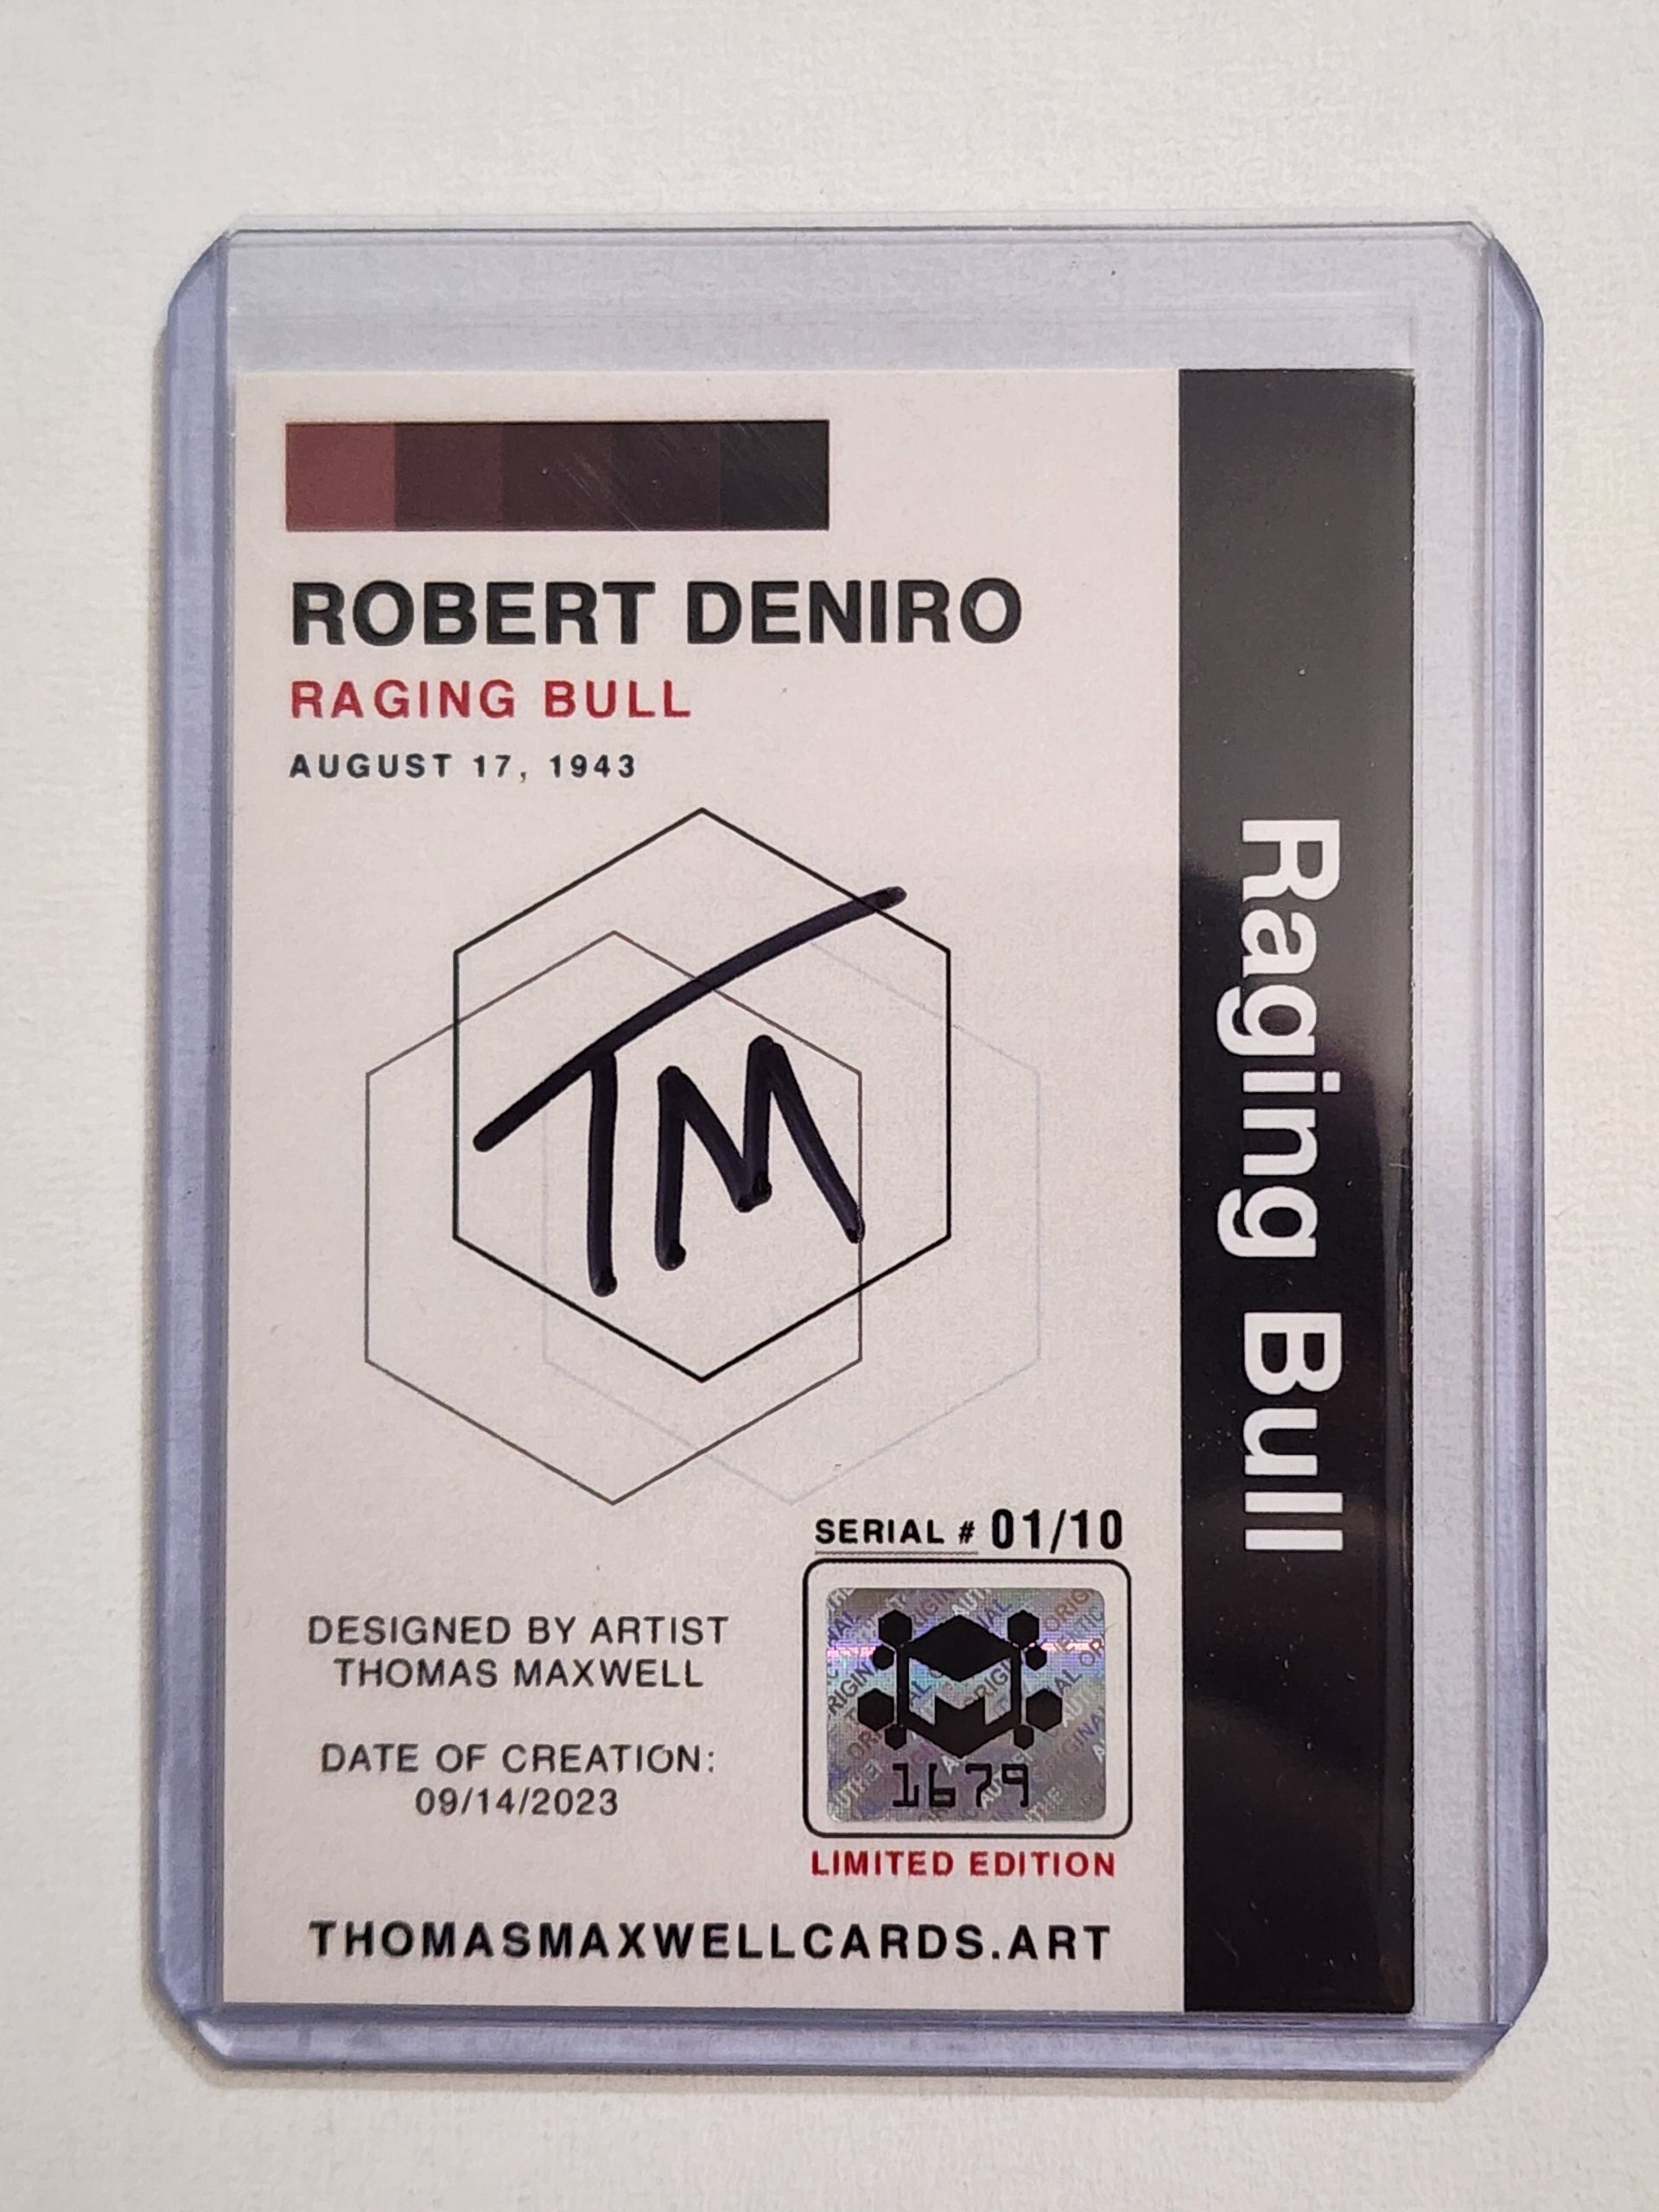 ROBERT DENIRO
RAGING BULL
AUGUST 17, 1943
TM
SERIAL # 01/10
1679
LIMITED EDITION
DESIGNED BY ARTIST
THOMAS MAXWELL
DATE OF CREATION:
09/14/2023
THOMASMAXWELLCARDS.ART
Raging Bull